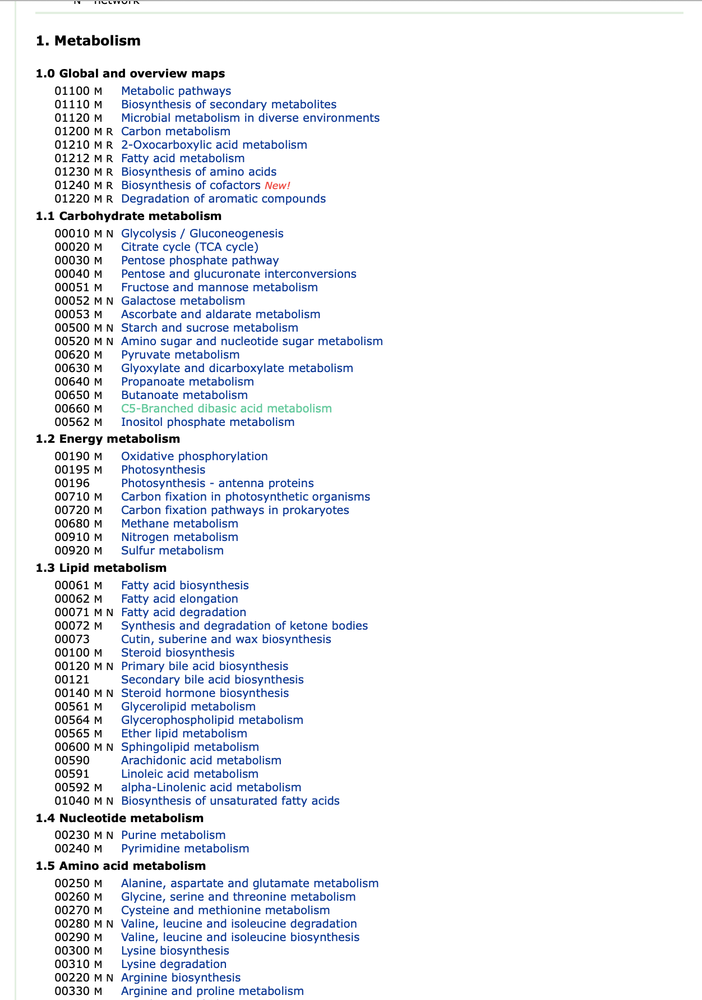 N network
1. Metabolism
1.0 Global and overview maps
01100 M Metabolic pathways
01110 M Biosynthesis of secondary metabolites
01120 M Microbial metabolism in diverse environments
01200 M R Carbon metabolism
01210 M R 2-Oxocarboxylic acid metabolism
01212 M R Fatty acid metabolism
01230 M R Biosynthesis of amino acids
01240 M R Biosynthesis of cofactors New!
01220 M R Degradation of aromatic compounds
1.1 Carbohydrate metabolism
00010 M N Glycolysis / Gluconeogenesis
00020 M Citrate cycle (TCA cycle)
00030 M Pentose phosphate pathway
00040 M Pentose and glucuronate interconversions
00051 M Fructose and mannose metabolism
00052 M N Galactose metabolism
00053 M Ascorbate and aldarate metabolism
00500 M N Starch and sucrose metabolism
00520 M N Amino sugar and nucleotide sugar metabolism
00620 M Pyruvate metabolism
00630 M Glyoxylate and dicarboxylate metabolism
00640 M Propanoate metabolism
00650 M Butanoate metabolism
00660 M C5-Branched dibasic acid metabolism
00562 M Inositol phosphate metabolism
1.2 Energy metabolism
00190 M Oxidative phosphorylation
00195 M Photosynthesis
00196 Photosynthesis - antenna proteins
00710 M Carbon fixation in photosynthetic organisms
00720 M Carbon fixation pathways in prokaryotes
00680 M Methane metabolism
00910 M Nitrogen metabolism
00920 M Sulfur metabolism
1.3 Lipid metabolism
00061 M Fatty acid biosynthesis
00062 M Fatty acid elongation
00071 M N Fatty acid degradation
00072 M Synthesis and degradation of ketone bodies
00073 Cutin, suberine and wax biosynthesis
00100 M Steroid biosynthesis
00120 M N Primary bile acid biosynthesis
00121 Secondary bile acid biosynthesis
00140 M N Steroid hormone biosynthesis
00561 M Glycerolipid metabolism
00564 M Glycerophospholipid metabolism
00565 M Ether lipid metabolism
00600 M N Sphingolipid metabolism
00590 Arachidonic acid metabolism
00591 Linoleic acid metabolism
00592 M alpha-Linolenic acid metabolism
01040 M N Biosynthesis of unsaturated fatty acids
1.4 Nucleotide metabolism
00230 M N Purine metabolism
00240 M Pyrimidine metabolism
1.5 Amino acid metabolism
00250 M Alanine, aspartate and glutamate metabolism
00260 M Glycine, serine and threonine metabolism
00270 M Cysteine and methionine metabolism
00280 M N Valine, leucine and isoleucine degradation
00290 M Valine, leucine and isoleucine biosynthesis
00300 M Lysine biosynthesis
00310 M Lysine degradation
00220 M N Arginine biosynthesis
00330 M Arginine and proline metabolism